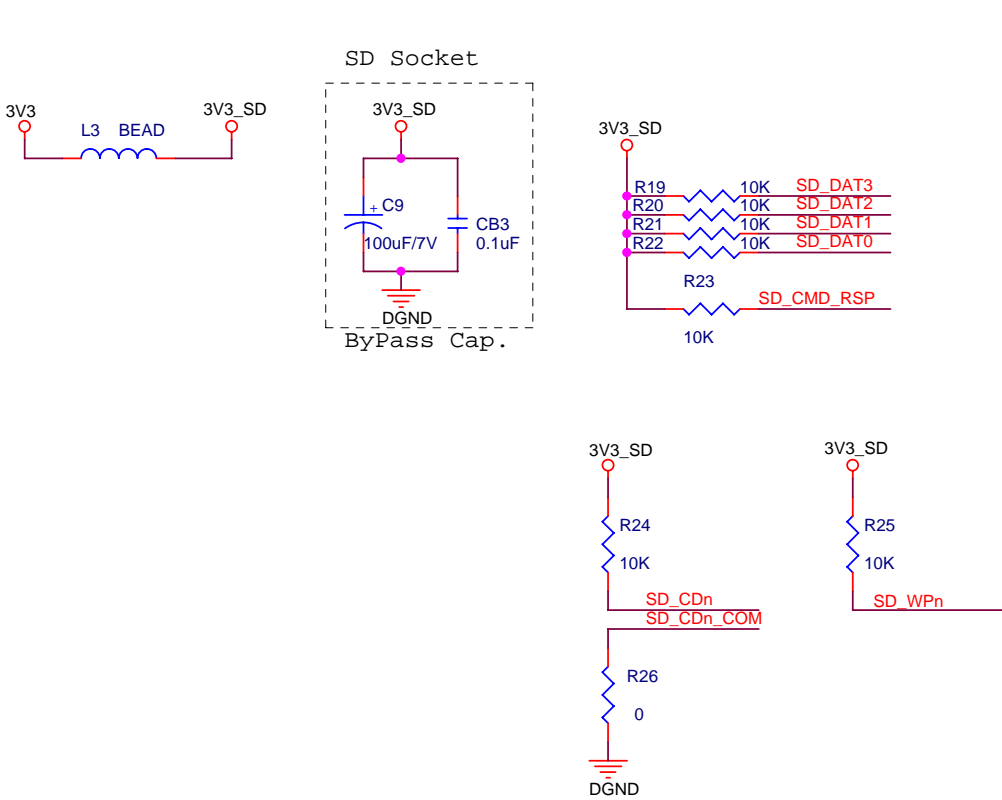 SD Socket
3V3
L3 BEAD
3V3_SD
3V3_SD
+ C9
100uF/7V
CB3
0.1uF
DGND
ByPass Cap.
3V3_SD
R19 10K SD_DAT3
R20 10K SD_DAT2
R21 10K SD_DAT1
R22 10K SD_DAT0
R23
SD_CMD_RSP
10K
3V3_SD
R24
10K
SD_CDn
SD_CDn_COM
R26
0
DGND
3V3_SD
R25
10K
SD_WPn